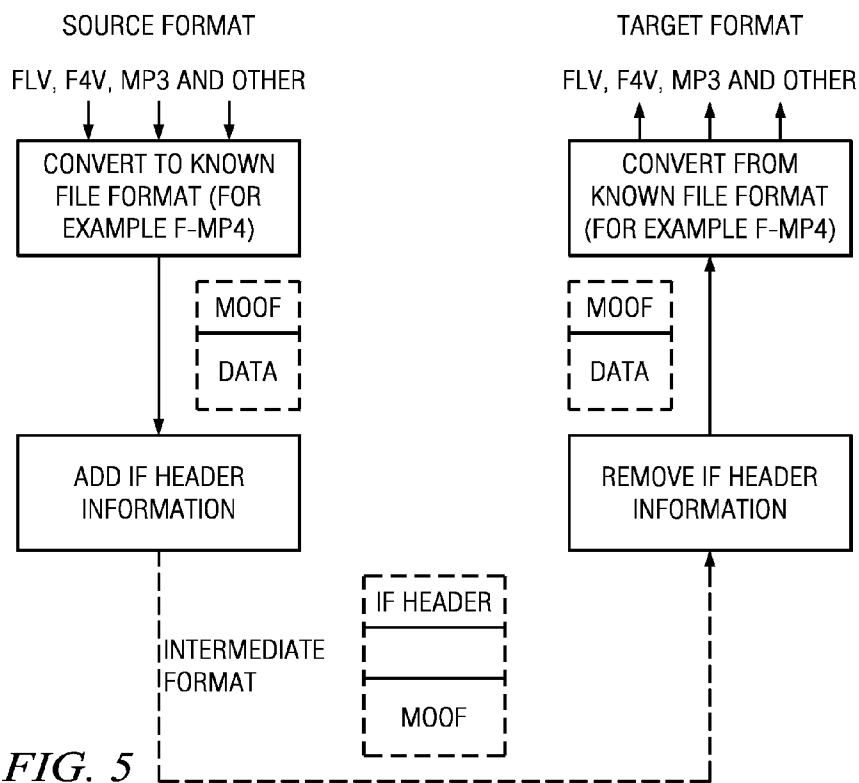 SOURCE FORMAT
FLV, F4V, MP3 AND OTHER
CONVERT TO KNOWN
FILE FORMAT (FOR
EXAMPLE F-MP4)
MOOF
DATA
ADD IF HEADER
INFORMATION
INTERMEDIATE
FORMAT
IF HEADER
MOOF
TARGET FORMAT
FLV, F4V, MP3 AND OTHER
CONVERT FROM
KNOWN FILE FORMAT
(FOR EXAMPLE F-MP4)
MOOF
DATA
REMOVE IF HEADER
INFORMATION
FIG. 5